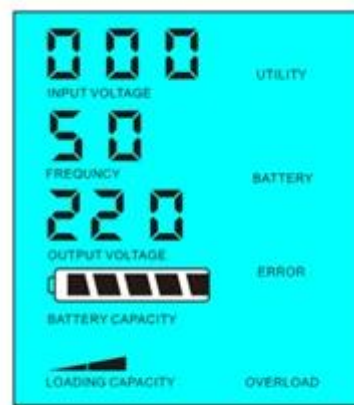 000
UTILITY
INPUT VOLTAGE
50
FREQUNCY
BATTERY
220
OUTPUT VOLTAGE
ERROR
BATTERY CAPACITY
LOADING CAPACITY
OVERLOAD